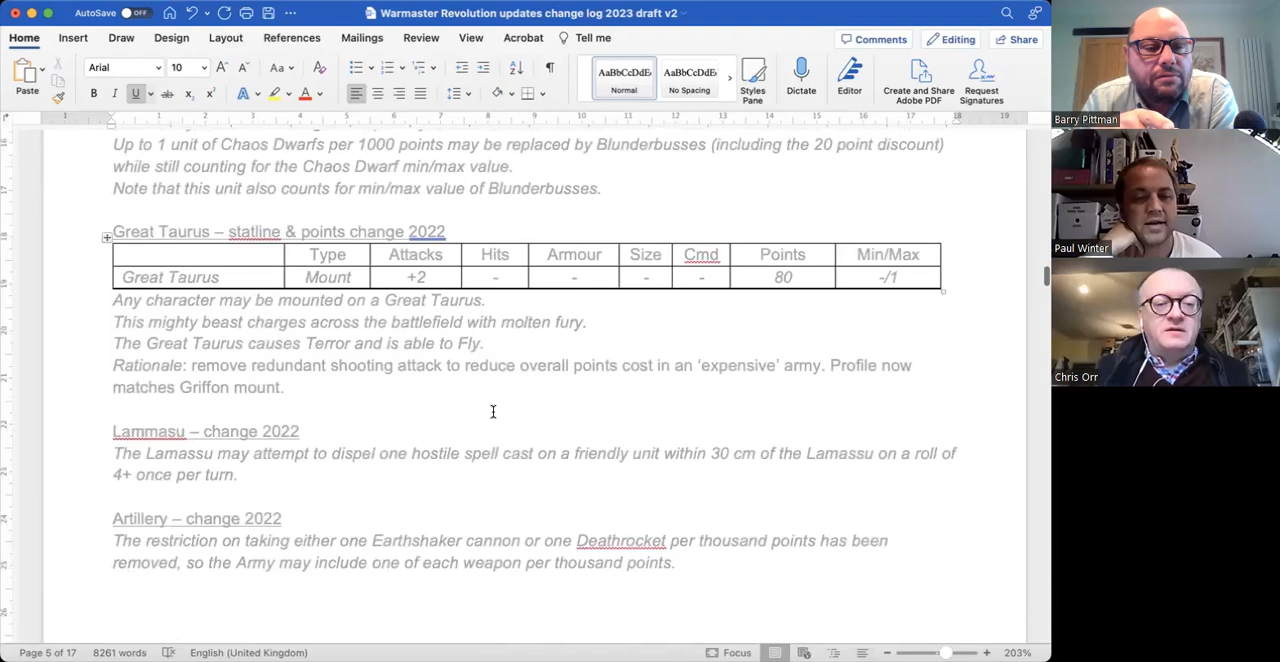 AutoSave OFF
Warmaster Revolution updates change log 2023 draft v2
Home Insert Draw Design Layout References Mailings Review View Acrobat Tell me
Comments Editing Share
Paste
Arial 10
AaBbCcDdE AaBbCcDdE
Normal No Spacing
Styles Pane
Dictate
Editor
Create and Share Adobe PDF
Request Signatures
Up to 1 unit of Chaos Dwarfs per 1000 points may be replaced by Blunderbusses (including the 20 point discount)
while still counting for the Chaos Dwarf min/max value.
Note that this unit also counts for min/max value of Blunderbusses.
Great Taurus – statline & points change 2022
Type Attacks Hits Armour Size Cmd Points Min/Max
Great Taurus Mount +2 - - - - 80 -/1
Any character may be mounted on a Great Taurus.
This mighty beast charges across the battlefield with molten fury.
The Great Taurus causes Terror and is able to Fly.
Rationale: remove redundant shooting attack to reduce overall points cost in an ‘expensive’ army. Profile now
matches Griffon mount.
Lammasu – change 2022
The Lamassu may attempt to dispel one hostile spell cast on a friendly unit within 30 cm of the Lamassu on a roll of
4+ once per turn.
Artillery – change 2022
The restriction on taking either one Earthshaker cannon or one Deathrocket per thousand points has been
removed, so the Army may include one of each weapon per thousand points.
Page 5 of 17 8261 words English (United Kingdom) Focus 203%
Barry Pittman
Paul Winter
Chris Orr